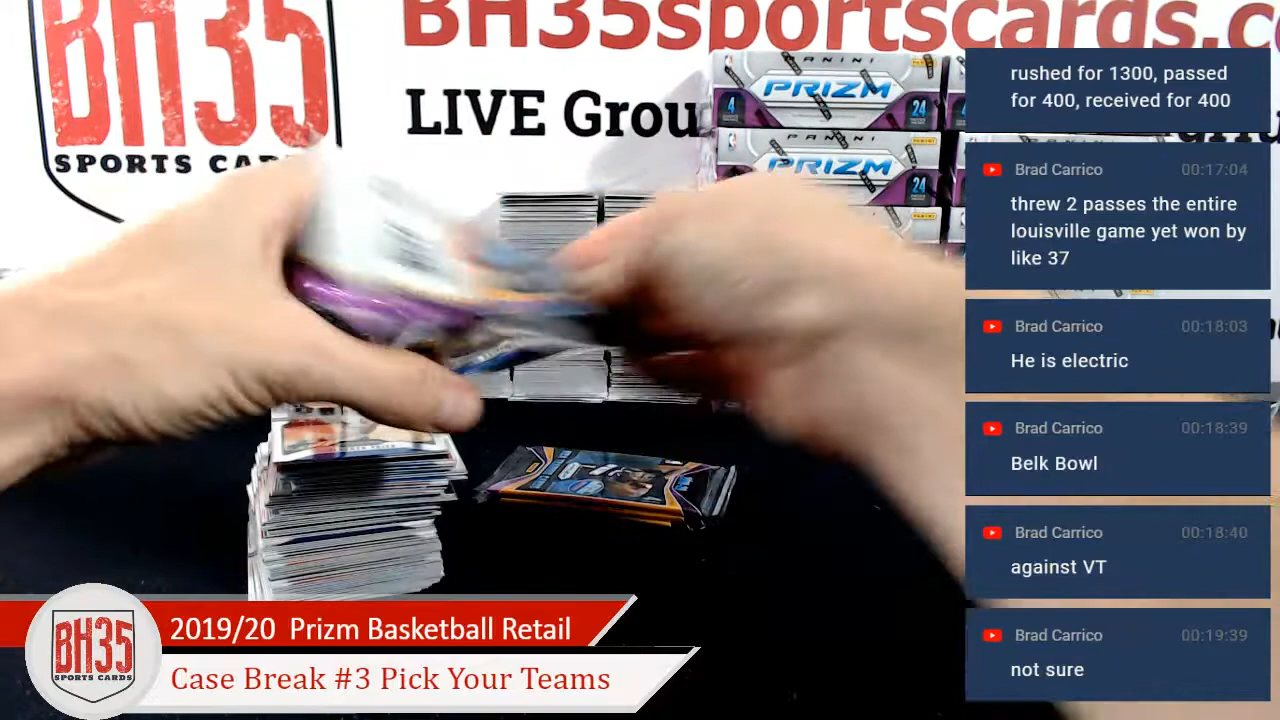 BH35
SPORTS CARDS
BH35sportscards.c
LIVE Grou
PANINI
PRIZM
4
24
PANINI
PRIZM
24
rushed for 1300, passed
for 400, received for 400
Brad Carrico 00:17:04
threw 2 passes the entire
louisville game yet won by
like 37
Brad Carrico 00:18:03
He is electric
Brad Carrico 00:18:39
Belk Bowl
Brad Carrico 00:18:40
against VT
Brad Carrico 00:19:39
not sure
BH35
SPORTS CARDS
2019/20 Prizm Basketball Retail
Case Break #3 Pick Your Teams